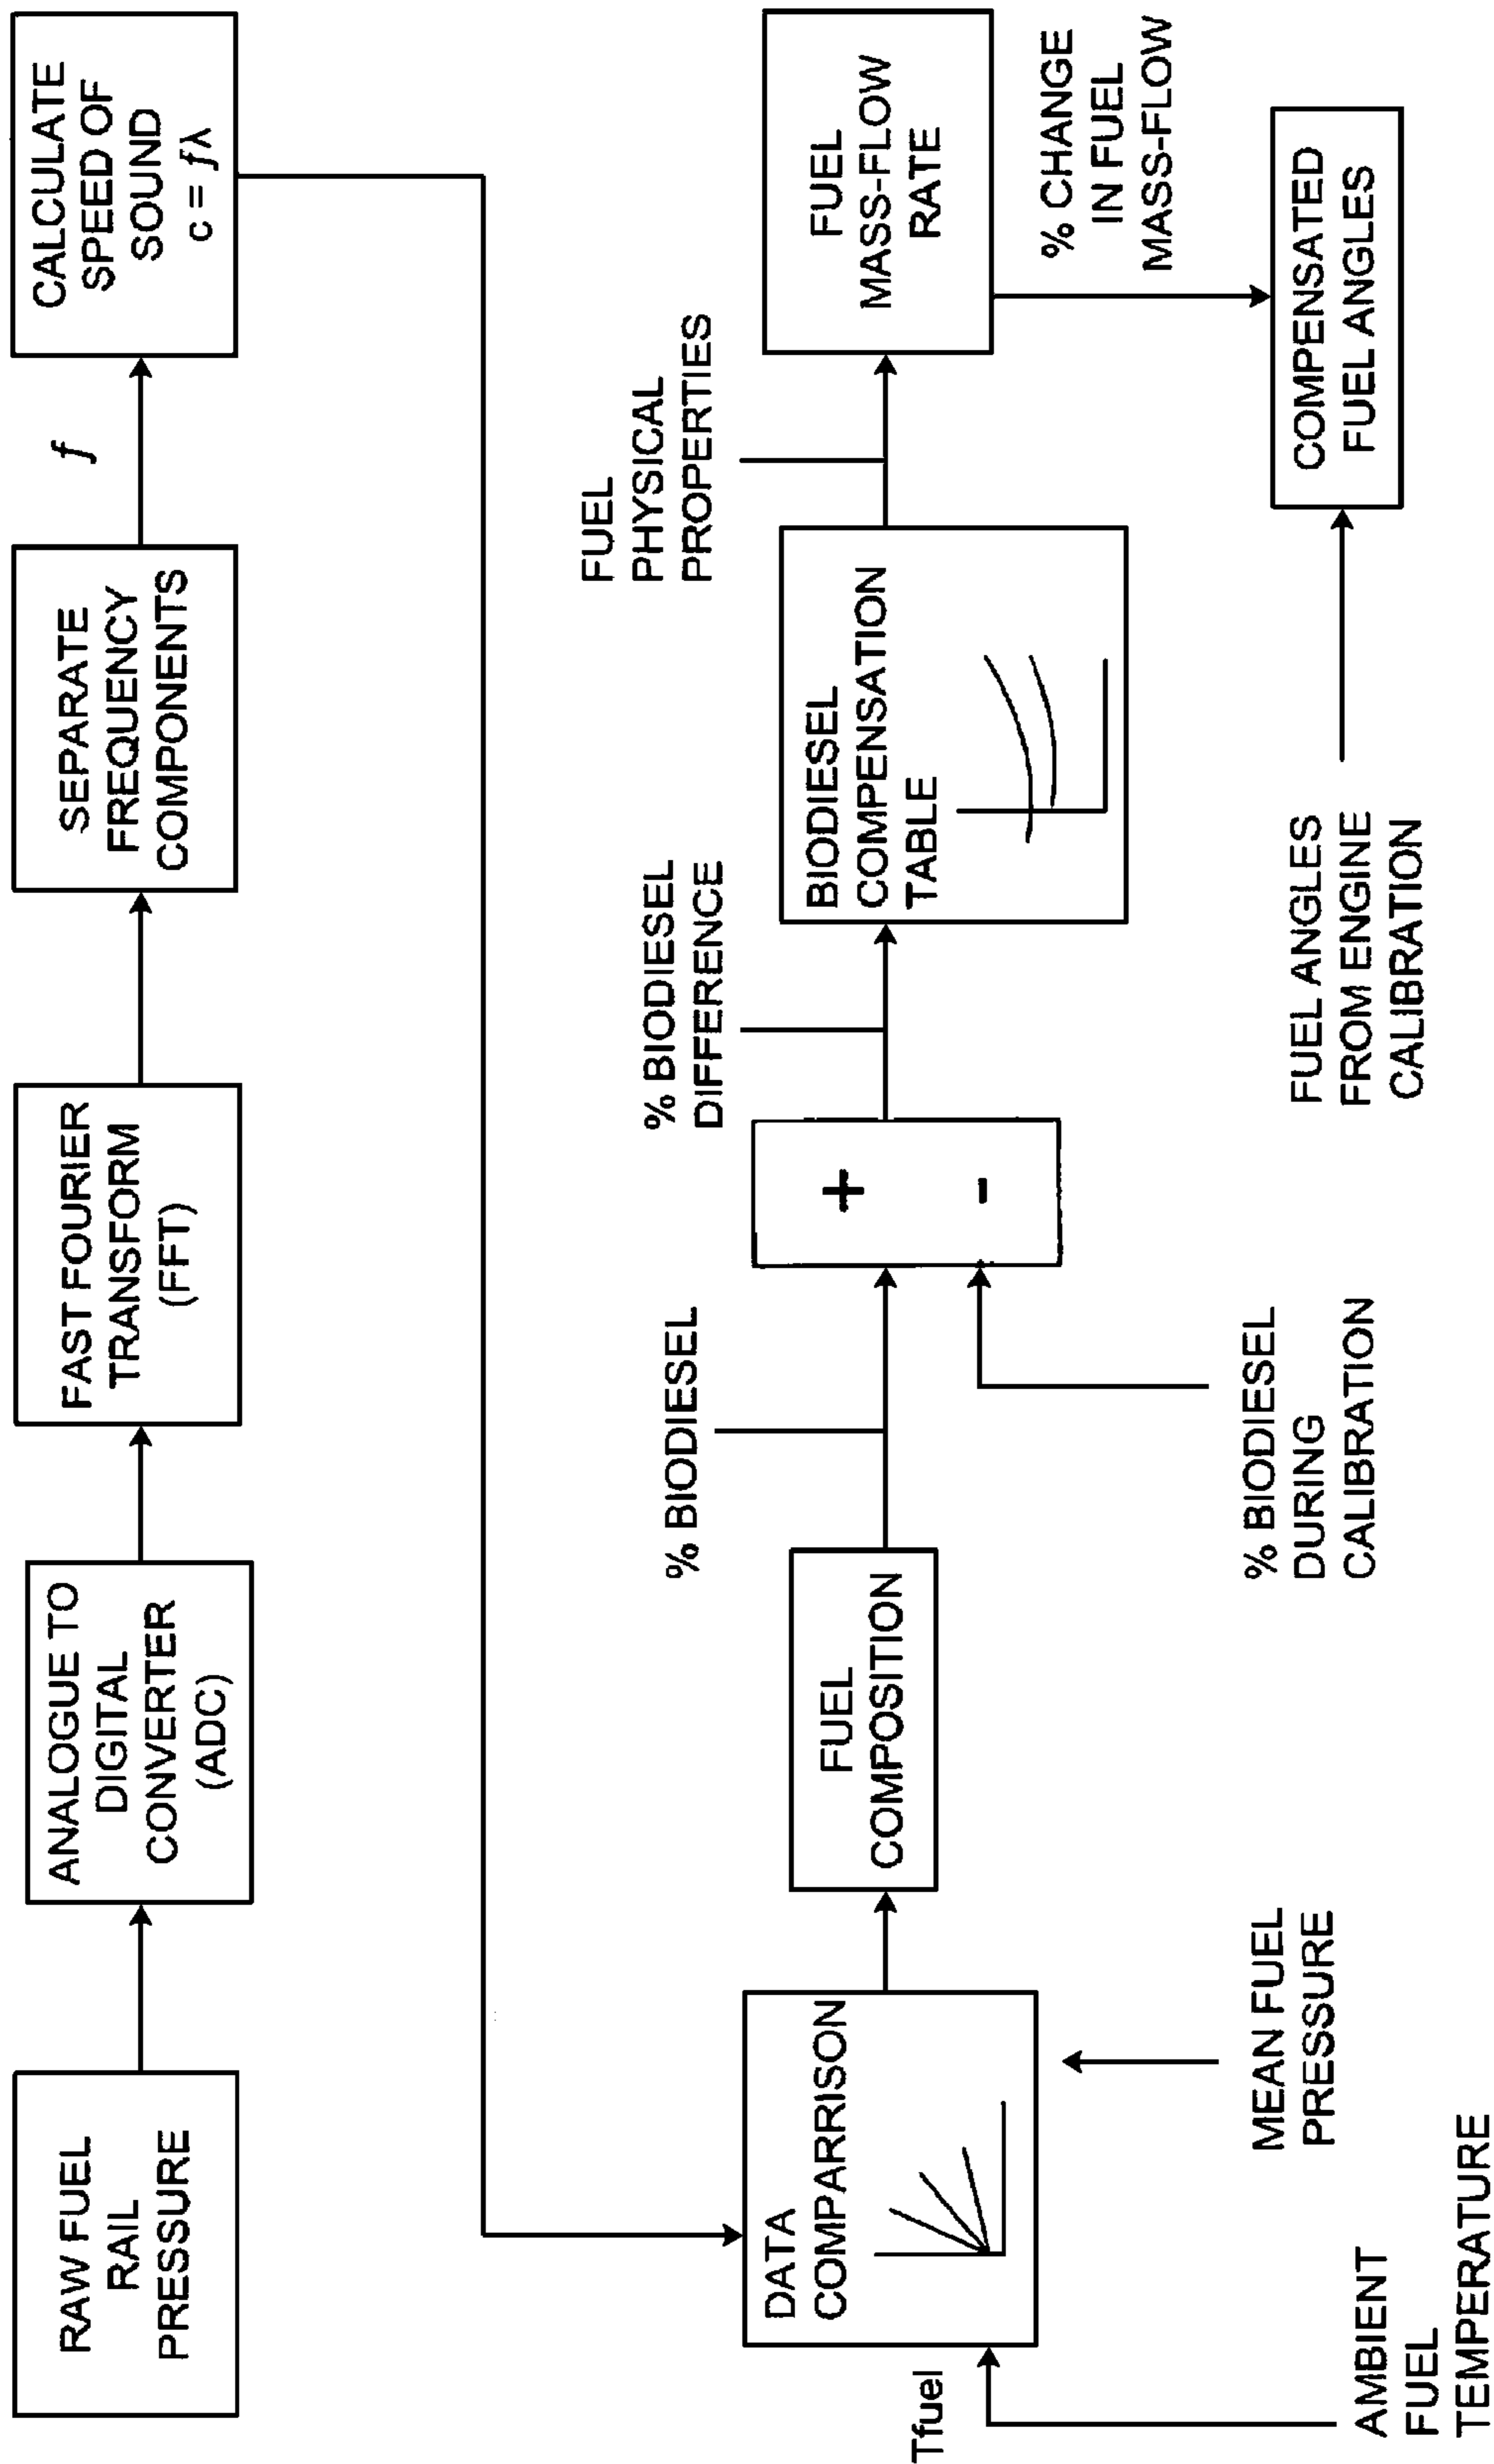 RAW FUEL
RAIL
PRESSURE
ANALOGUE TO
DIGITAL
CONVERTER
(ADC)
FAST FOURIER
TRANSFORM
(FFT)
SEPARATE
FREQUENCY
COMPONENTS
f
CALCULATE
SPEED OF
SOUND
c = fλ
DATA
COMPARRISON
Tfuel
AMBIENT
FUEL
TEMPERATURE
MEAN FUEL
PRESSURE
FUEL
COMPOSITION
% BIODIESEL
+
-
% BIODIESEL
DURING
CALIBRATION
% BIODIESEL
DIFFERENCE
BIODIESEL
COMPENSATION
TABLE
FUEL
PHYSICAL
PROPERTIES
FUEL
MASS-FLOW
RATE
% CHANGE
IN FUEL
MASS-FLOW
FUEL ANGLES
FROM ENGINE
CALIBRATION
COMPENSATED
FUEL ANGLES